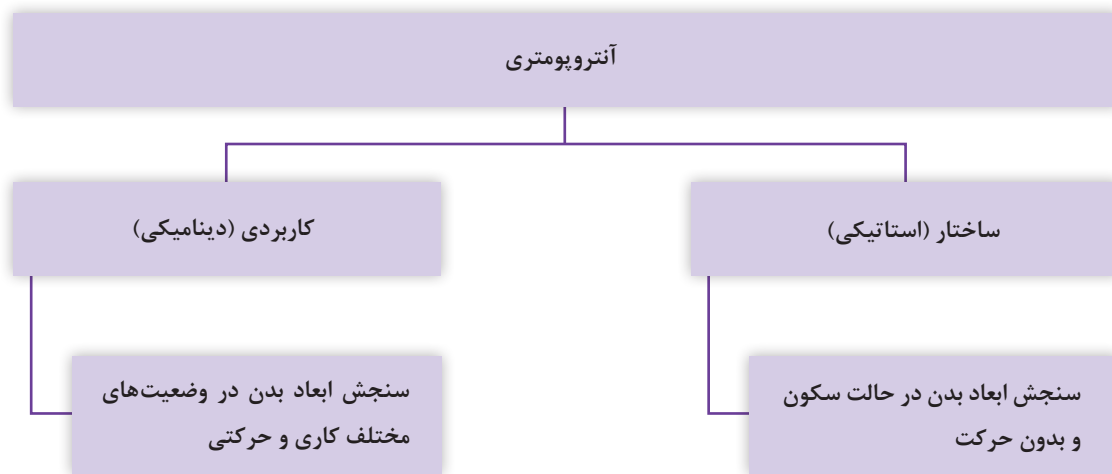 آنتروپومتری
ساختار (استاتیکی)
کاربردی (دینامیکی)
سنجش ابعاد بدن در حالت سکون
و بدون حرکت
سنجش ابعاد بدن در وضعیت‌های
مختلف کاری و حرکتی